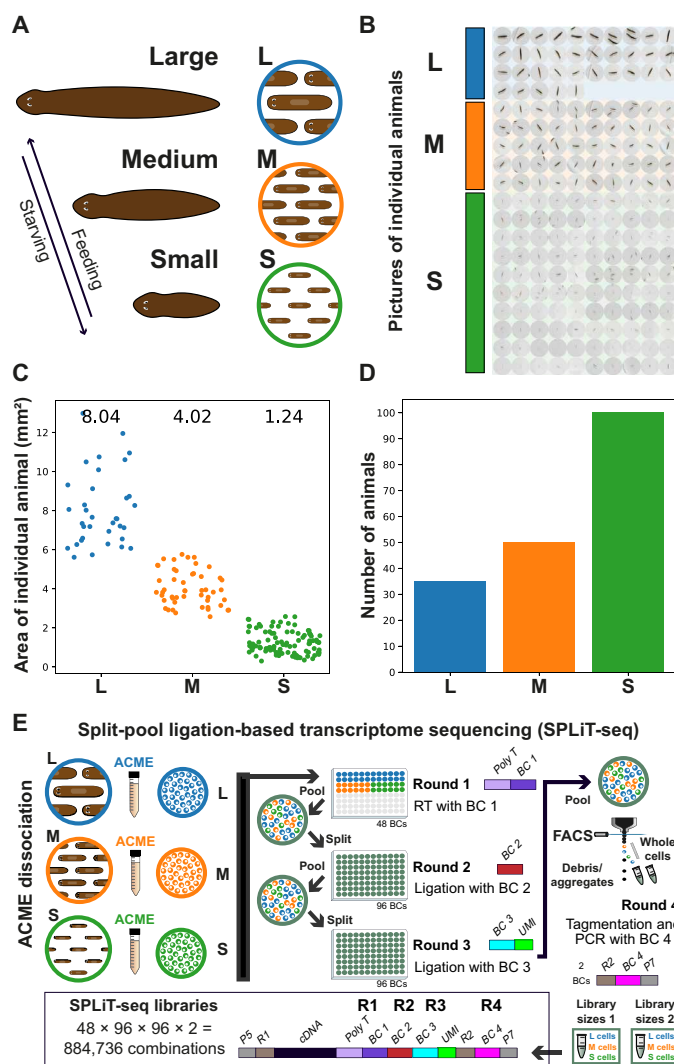 A
Large
L
Medium
M
Small
S
Starving
Feeding
B
Pictures of individual animals
L
M
S
C
Area of individual animal (mm²)
8.04 4.02 1.24
12
10
8
6
4
2
0
L M S
D
Number of animals
100
90
80
70
60
50
40
30
20
10
0
L M S
E
Split-pool ligation-based transcriptome sequencing (SPLiT-seq)
ACME dissociation
L ACME L
M ACME M
S ACME S
Poly T BC 1
Round 1
RT with BC 1
48 BCs
Pool
Split
BC 2
Round 2
Ligation with BC 2
96 BCs
Pool
Split
BC 3 UMI
Round 3
Ligation with BC 3
96 BCs
Pool
FACS
Whole
cells
Debris/
aggregates
Round 4
Tagmentation and
PCR with BC 4
2
BCs
R2 BC 4 P7
Library
sizes 1
L cells
M cells
S cells
Library
sizes 2
L cells
M cells
S cells
SPLiT-seq libraries
48 × 96 × 96 × 2 =
884,736 combinations
R1 R2 R3 R4
P5 R1 cDNA Poly T BC 1 BC 2 BC 3 UMI R2 BC 4 P7